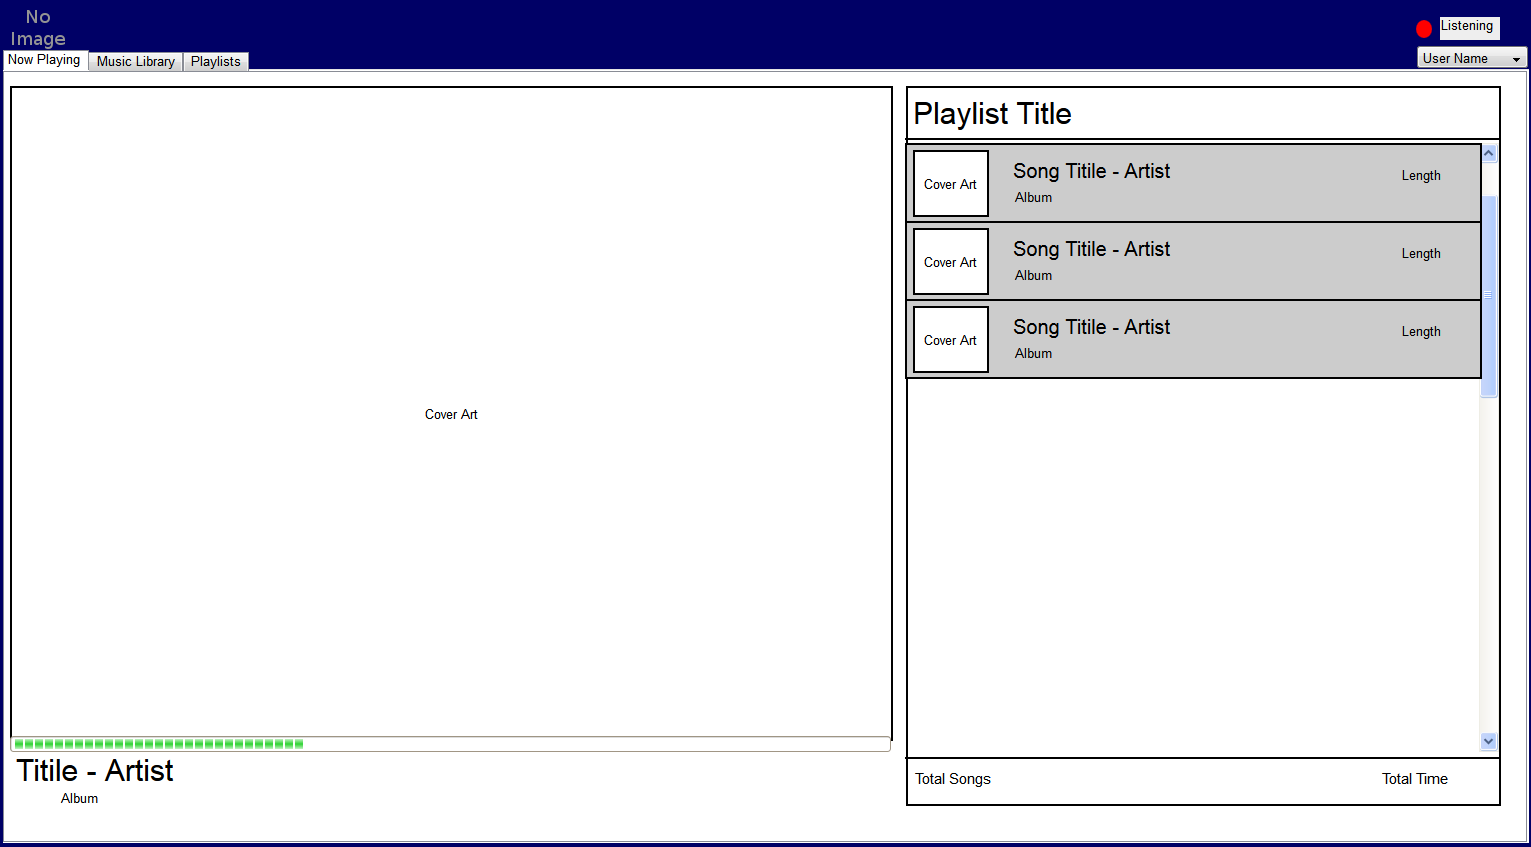 No
Image
Listening
Now Playing
Music Library
Playlists
User Name
Cover Art
Titile - Artist
Album
Playlist Title
Cover Art
Song Titile - Artist
Length
Album
Cover Art
Song Titile - Artist
Length
Album
Cover Art
Song Titile - Artist
Length
Album
Total Songs
Total Time